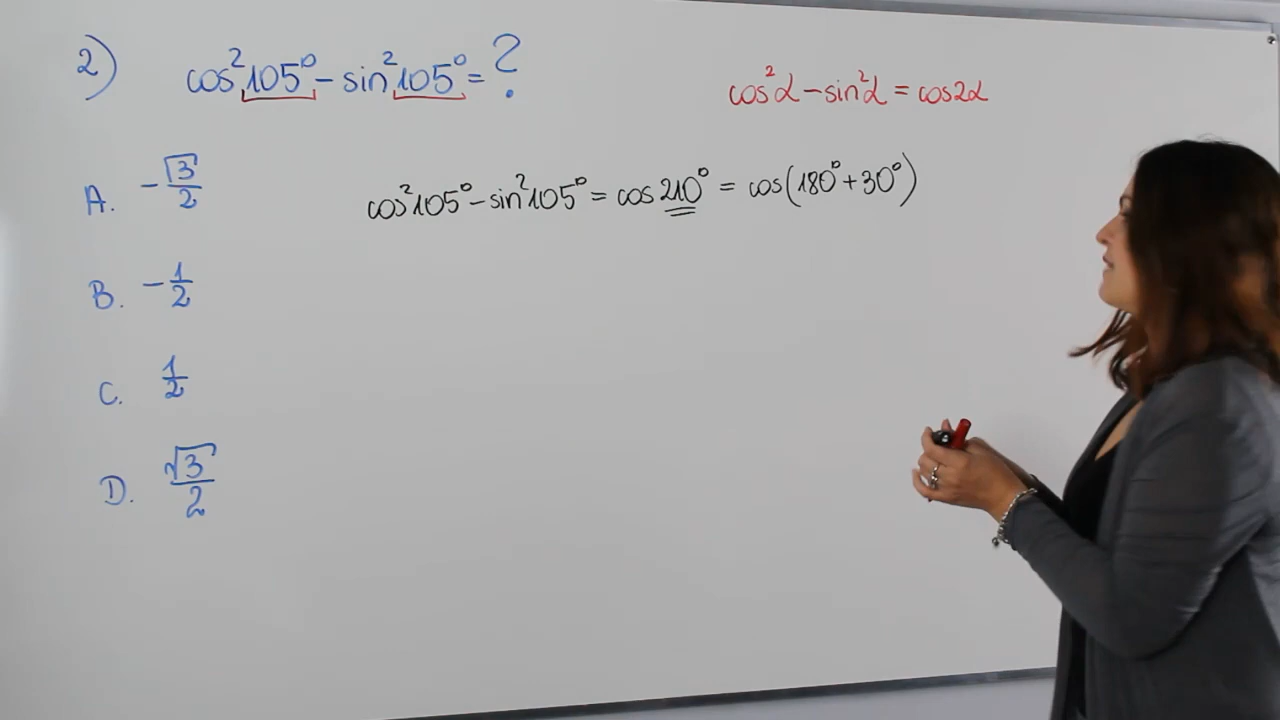 2) cos²105° - sin²105° = ?
cos²α - sin²α = cos2α
cos²105° - sin²105° = cos 210° = cos(180° + 30°)
A. -√3/2
B. -1/2
C. 1/2
D. √3/2